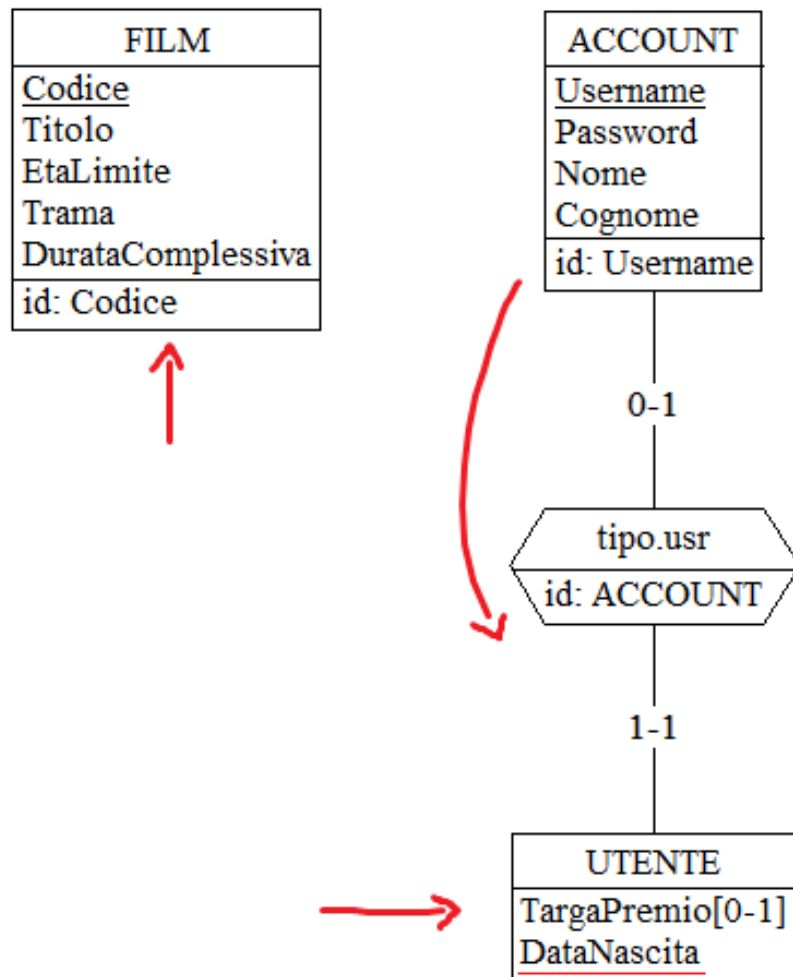 FILM
Codice
Titolo
EtaLimite
Trama
DurataComplessiva
id: Codice
ACCOUNT
Username
Password
Nome
Cognome
id: Username
0-1
tipo.usr
id: ACCOUNT
1-1
UTENTE
TargaPremio[0-1]
DataNascita